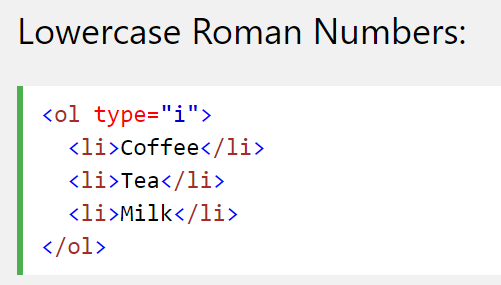 Lowercase Roman Numbers:
<ol type="i">
  <li>Coffee</li>
  <li>Tea</li>
  <li>Milk</li>
</ol>